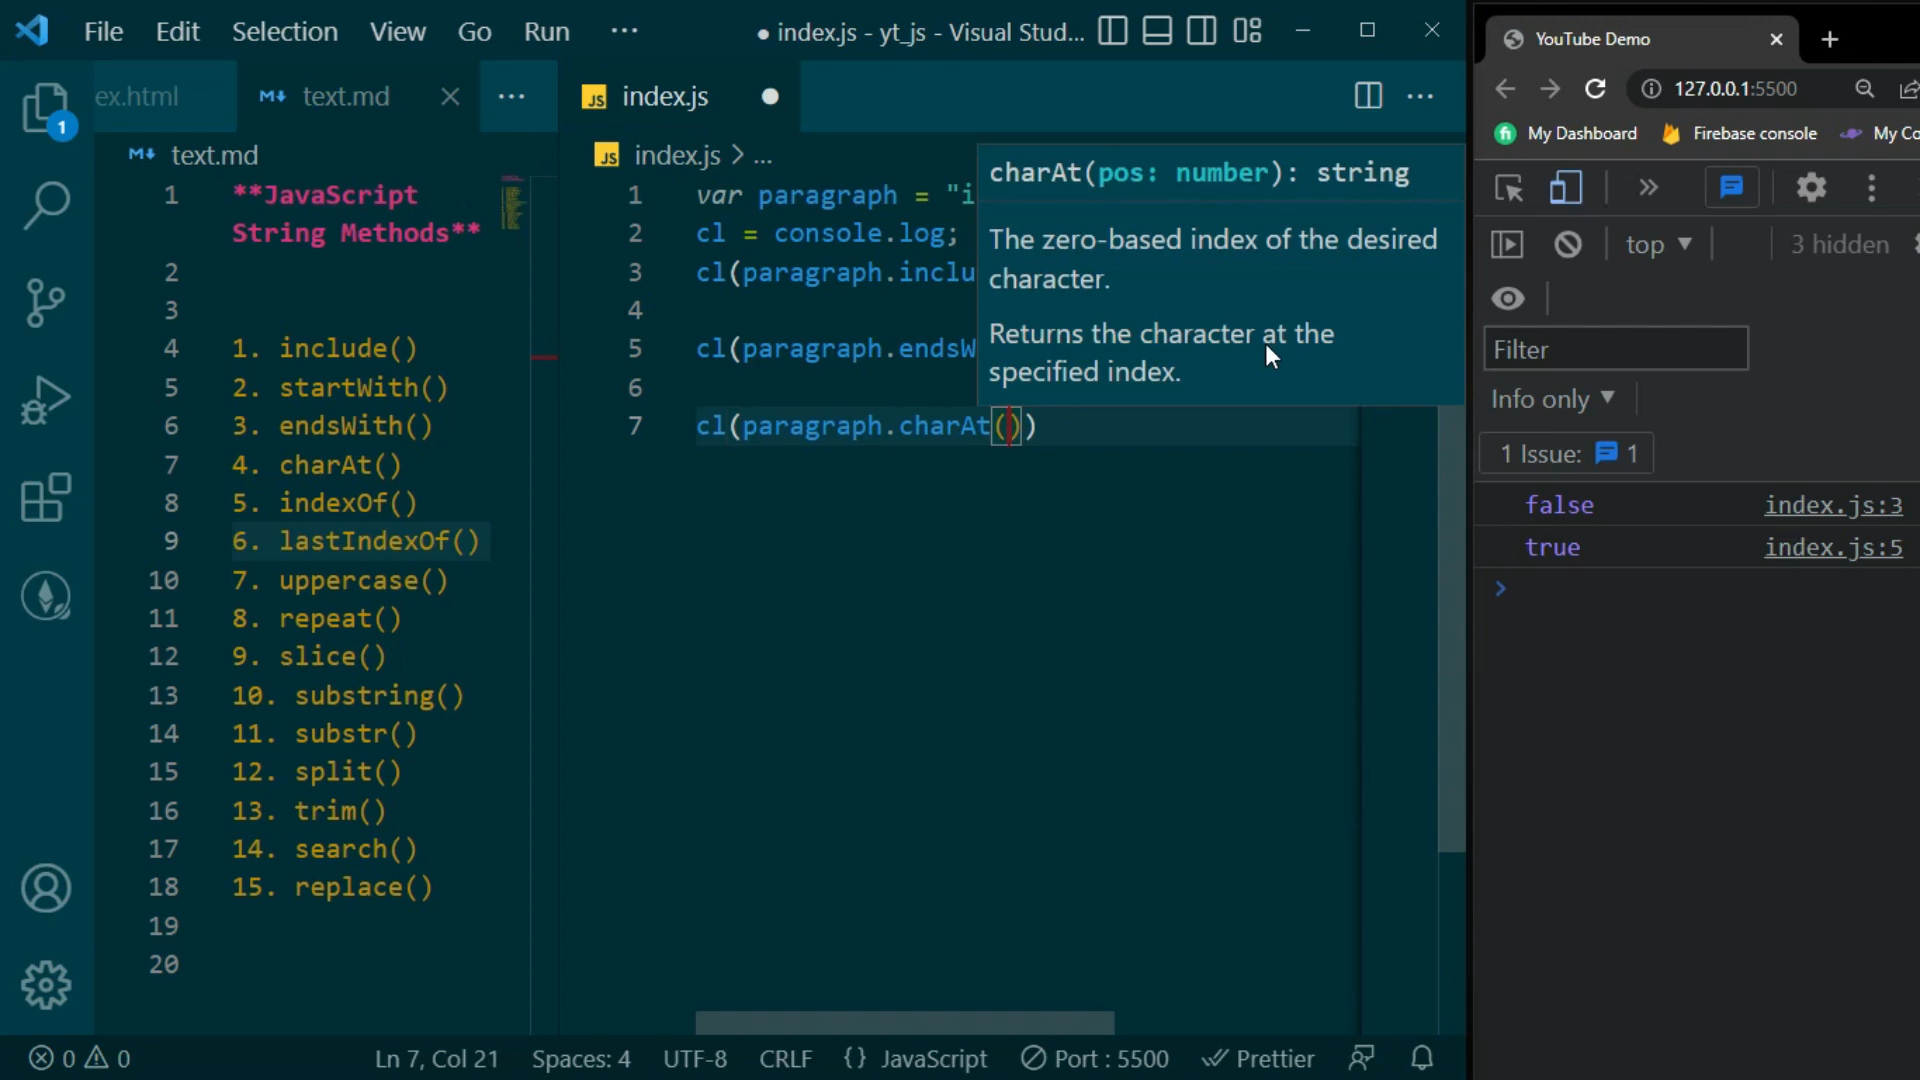 File Edit Selection View Go Run ··· ● index.js - yt_js - Visual Stud...
ex.html text.md ··· JS index.js ● ···
text.md
JS index.js > ...
1 **JavaScript
String Methods**
2
3
4 1. include()
5 2. startWith()
6 3. endsWith()
7 4. charAt()
8 5. indexOf()
9 6. lastIndexOf()
10 7. uppercase()
11 8. repeat()
12 9. slice()
13 10. substring()
14 11. substr()
15 12. split()
16 13. trim()
17 14. search()
18 15. replace()
19
20
1 var paragraph = "i
2 cl = console.log;
3 cl(paragraph.inclu
4
5 cl(paragraph.endsW
6
7 cl(paragraph.charAt())
charAt(pos: number): string
The zero-based index of the desired
character.
Returns the character at the
specified index.
1
0 0 Ln 7, Col 21 Spaces: 4 UTF-8 CRLF {} JavaScript Port : 5500 Prettier
YouTube Demo
127.0.0.1:5500
My Dashboard Firebase console My Co
top 3 hidden
Filter
Info only
1 Issue: 1
false index.js:3
true index.js:5
>